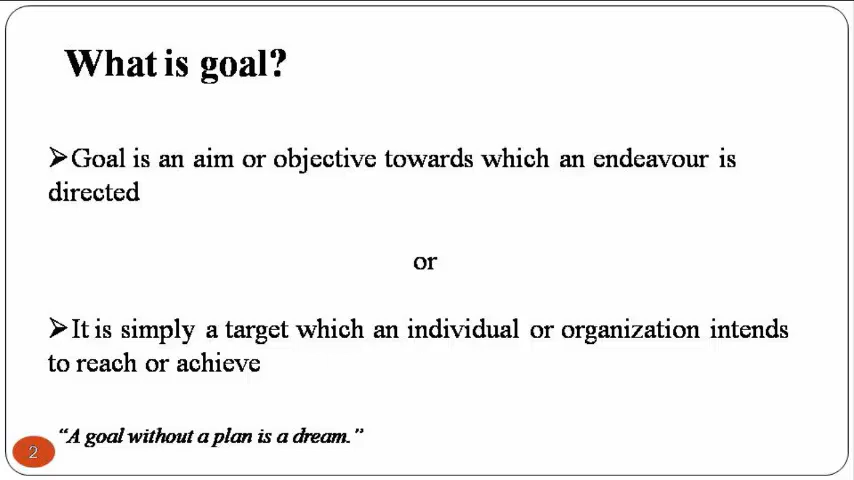 What is goal?
➢Goal is an aim or objective towards which an endeavour is
directed
or
➢It is simply a target which an individual or organization intends
to reach or achieve
“A goal without a plan is a dream.”
2